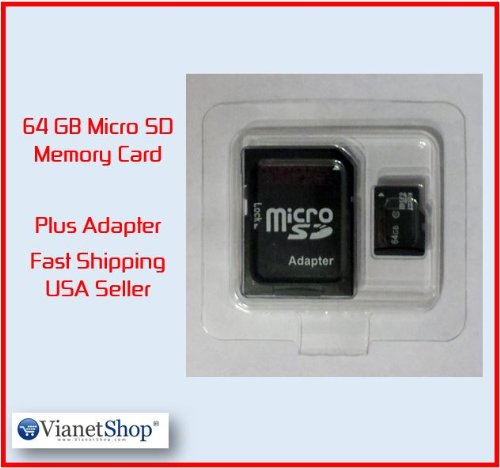 64 GB Micro SD
Memory Card
Plus Adapter
Fast Shipping
USA Seller
Lock
Micro
SD
Adapter
64GB
VianetShop®
www.VianetShop.com